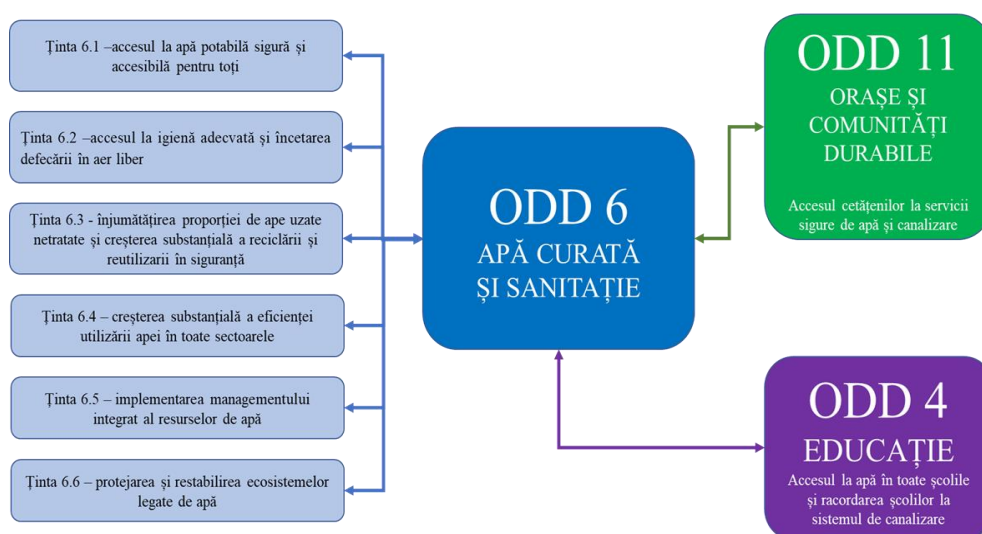 Ținta 6.1 –accesul la apă potabilă sigură și
accesibilă pentru toți
Ținta 6.2 –accesul la igienă adecvată și încetarea
defecării în aer liber
Ținta 6.3 - înjumătățirea proporției de ape uzate
netratate și creșterea substanțială a reciclării și
reutilizarii în siguranță
Ținta 6.4 – creșterea substanțială a eficienței
utilizării apei în toate sectoarele
Ținta 6.5 – implementarea managementului
integrat al resurselor de apă
Ținta 6.6 – protejarea și restabilirea ecosistemelor
legate de apă
ODD 6
APĂ CURATĂ
ȘI SANITAȚIE
ODD 11
ORAȘE ȘI
COMUNITĂȚI
DURABILE
Accesul cetățenilor la servicii
sigure de apă și canalizare
ODD 4
EDUCAȚIE
Accesul la apă în toate școlile
și racordarea școlilor la
sistemul de canalizare